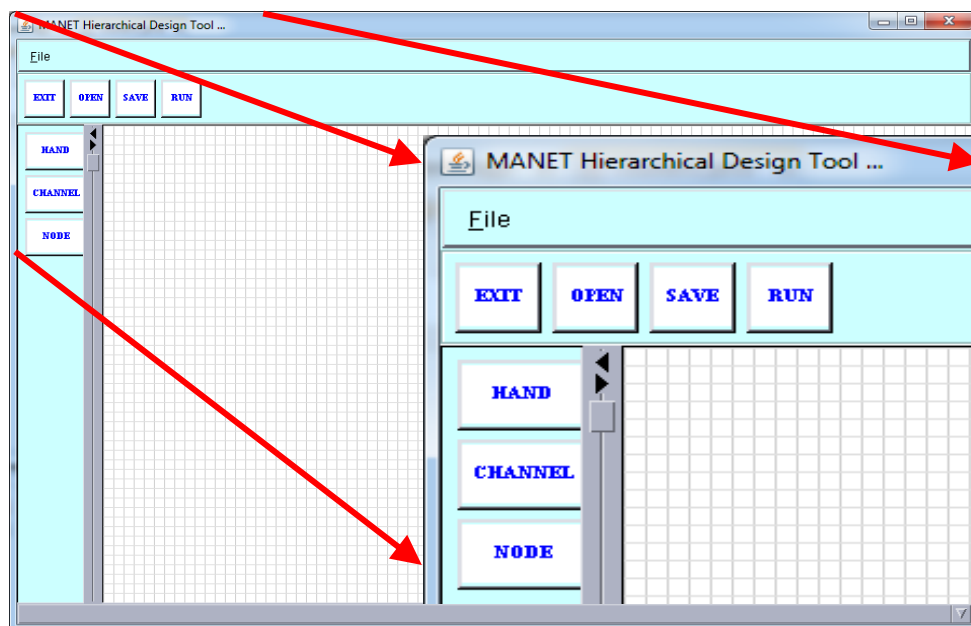 MANET Hierarchical Design Tool ...
File
EXIT OPEN SAVE RUN
HAND
CHANNEL
NODE
MANET Hierarchical Design Tool ...
File
EXIT OPEN SAVE RUN
HAND
CHANNEL
NODE